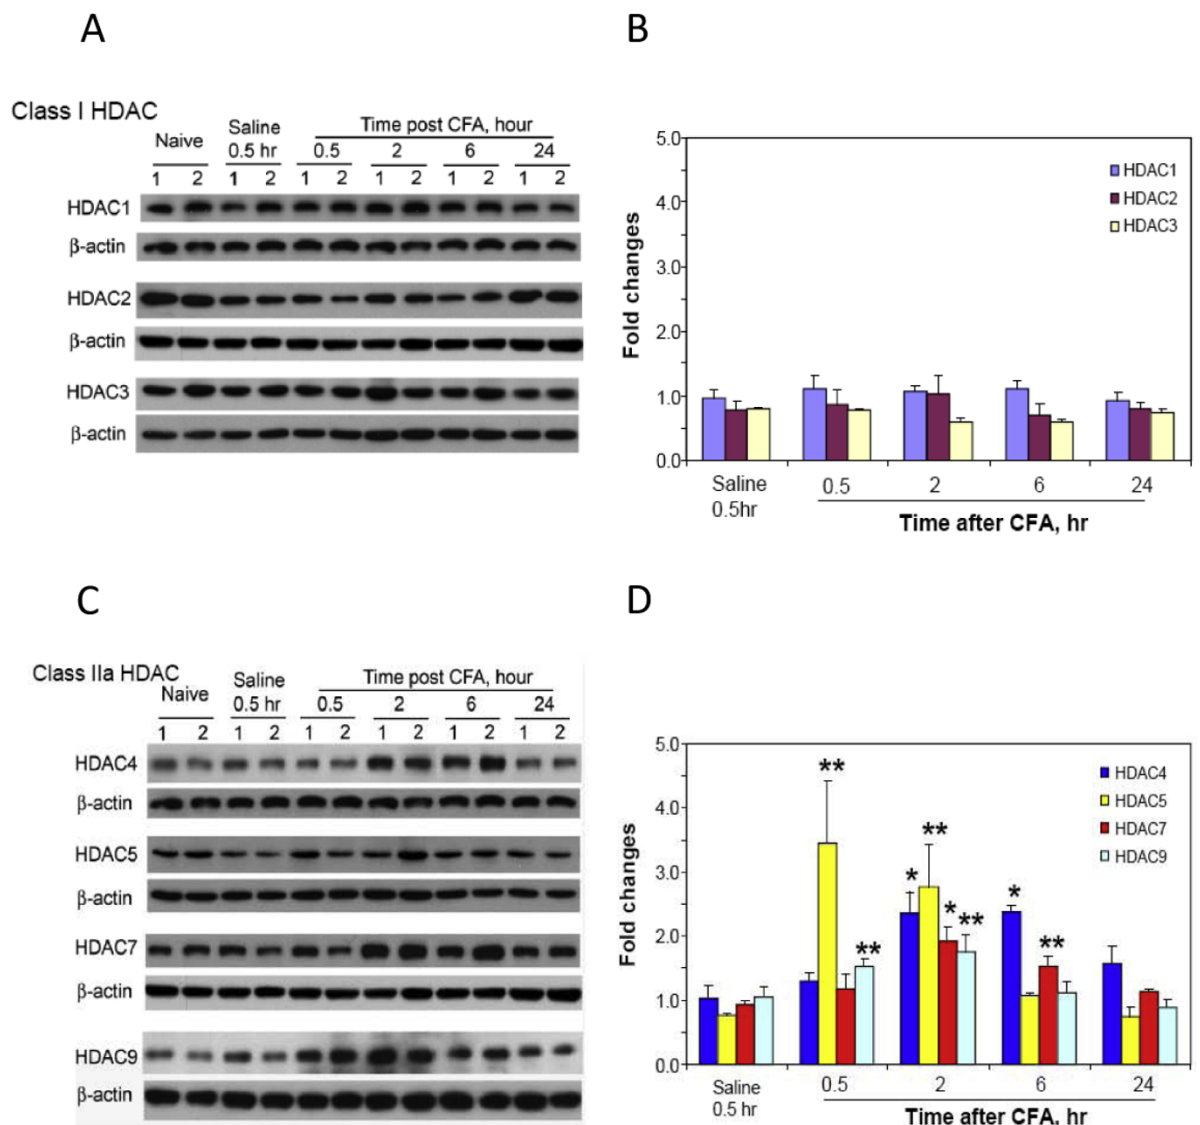 A
Class I HDAC
Naive
Saline
0.5 hr
Time post CFA, hour
0.5 2 6 24
1 2 1 2 1 2 1 2 1 2 1 2
HDAC1
β-actin
HDAC2
β-actin
HDAC3
β-actin
B
5.0
4.0
3.0
2.0
1.0
0.0
Fold changes
HDAC1
HDAC2
HDAC3
Saline
0.5hr
0.5 2 6 24
Time after CFA, hr
C
Class IIa HDAC
Naive
Saline
0.5 hr
Time post CFA, hour
0.5 2 6 24
1 2 1 2 1 2 1 2 1 2 1 2
HDAC4
β-actin
HDAC5
β-actin
HDAC7
β-actin
HDAC9
β-actin
D
5.0
4.0
3.0
2.0
1.0
0.0
Fold changes
HDAC4
HDAC5
HDAC7
HDAC9
**
**
* **
* **
* **
Saline
0.5 hr
0.5 2 6 24
Time after CFA, hr